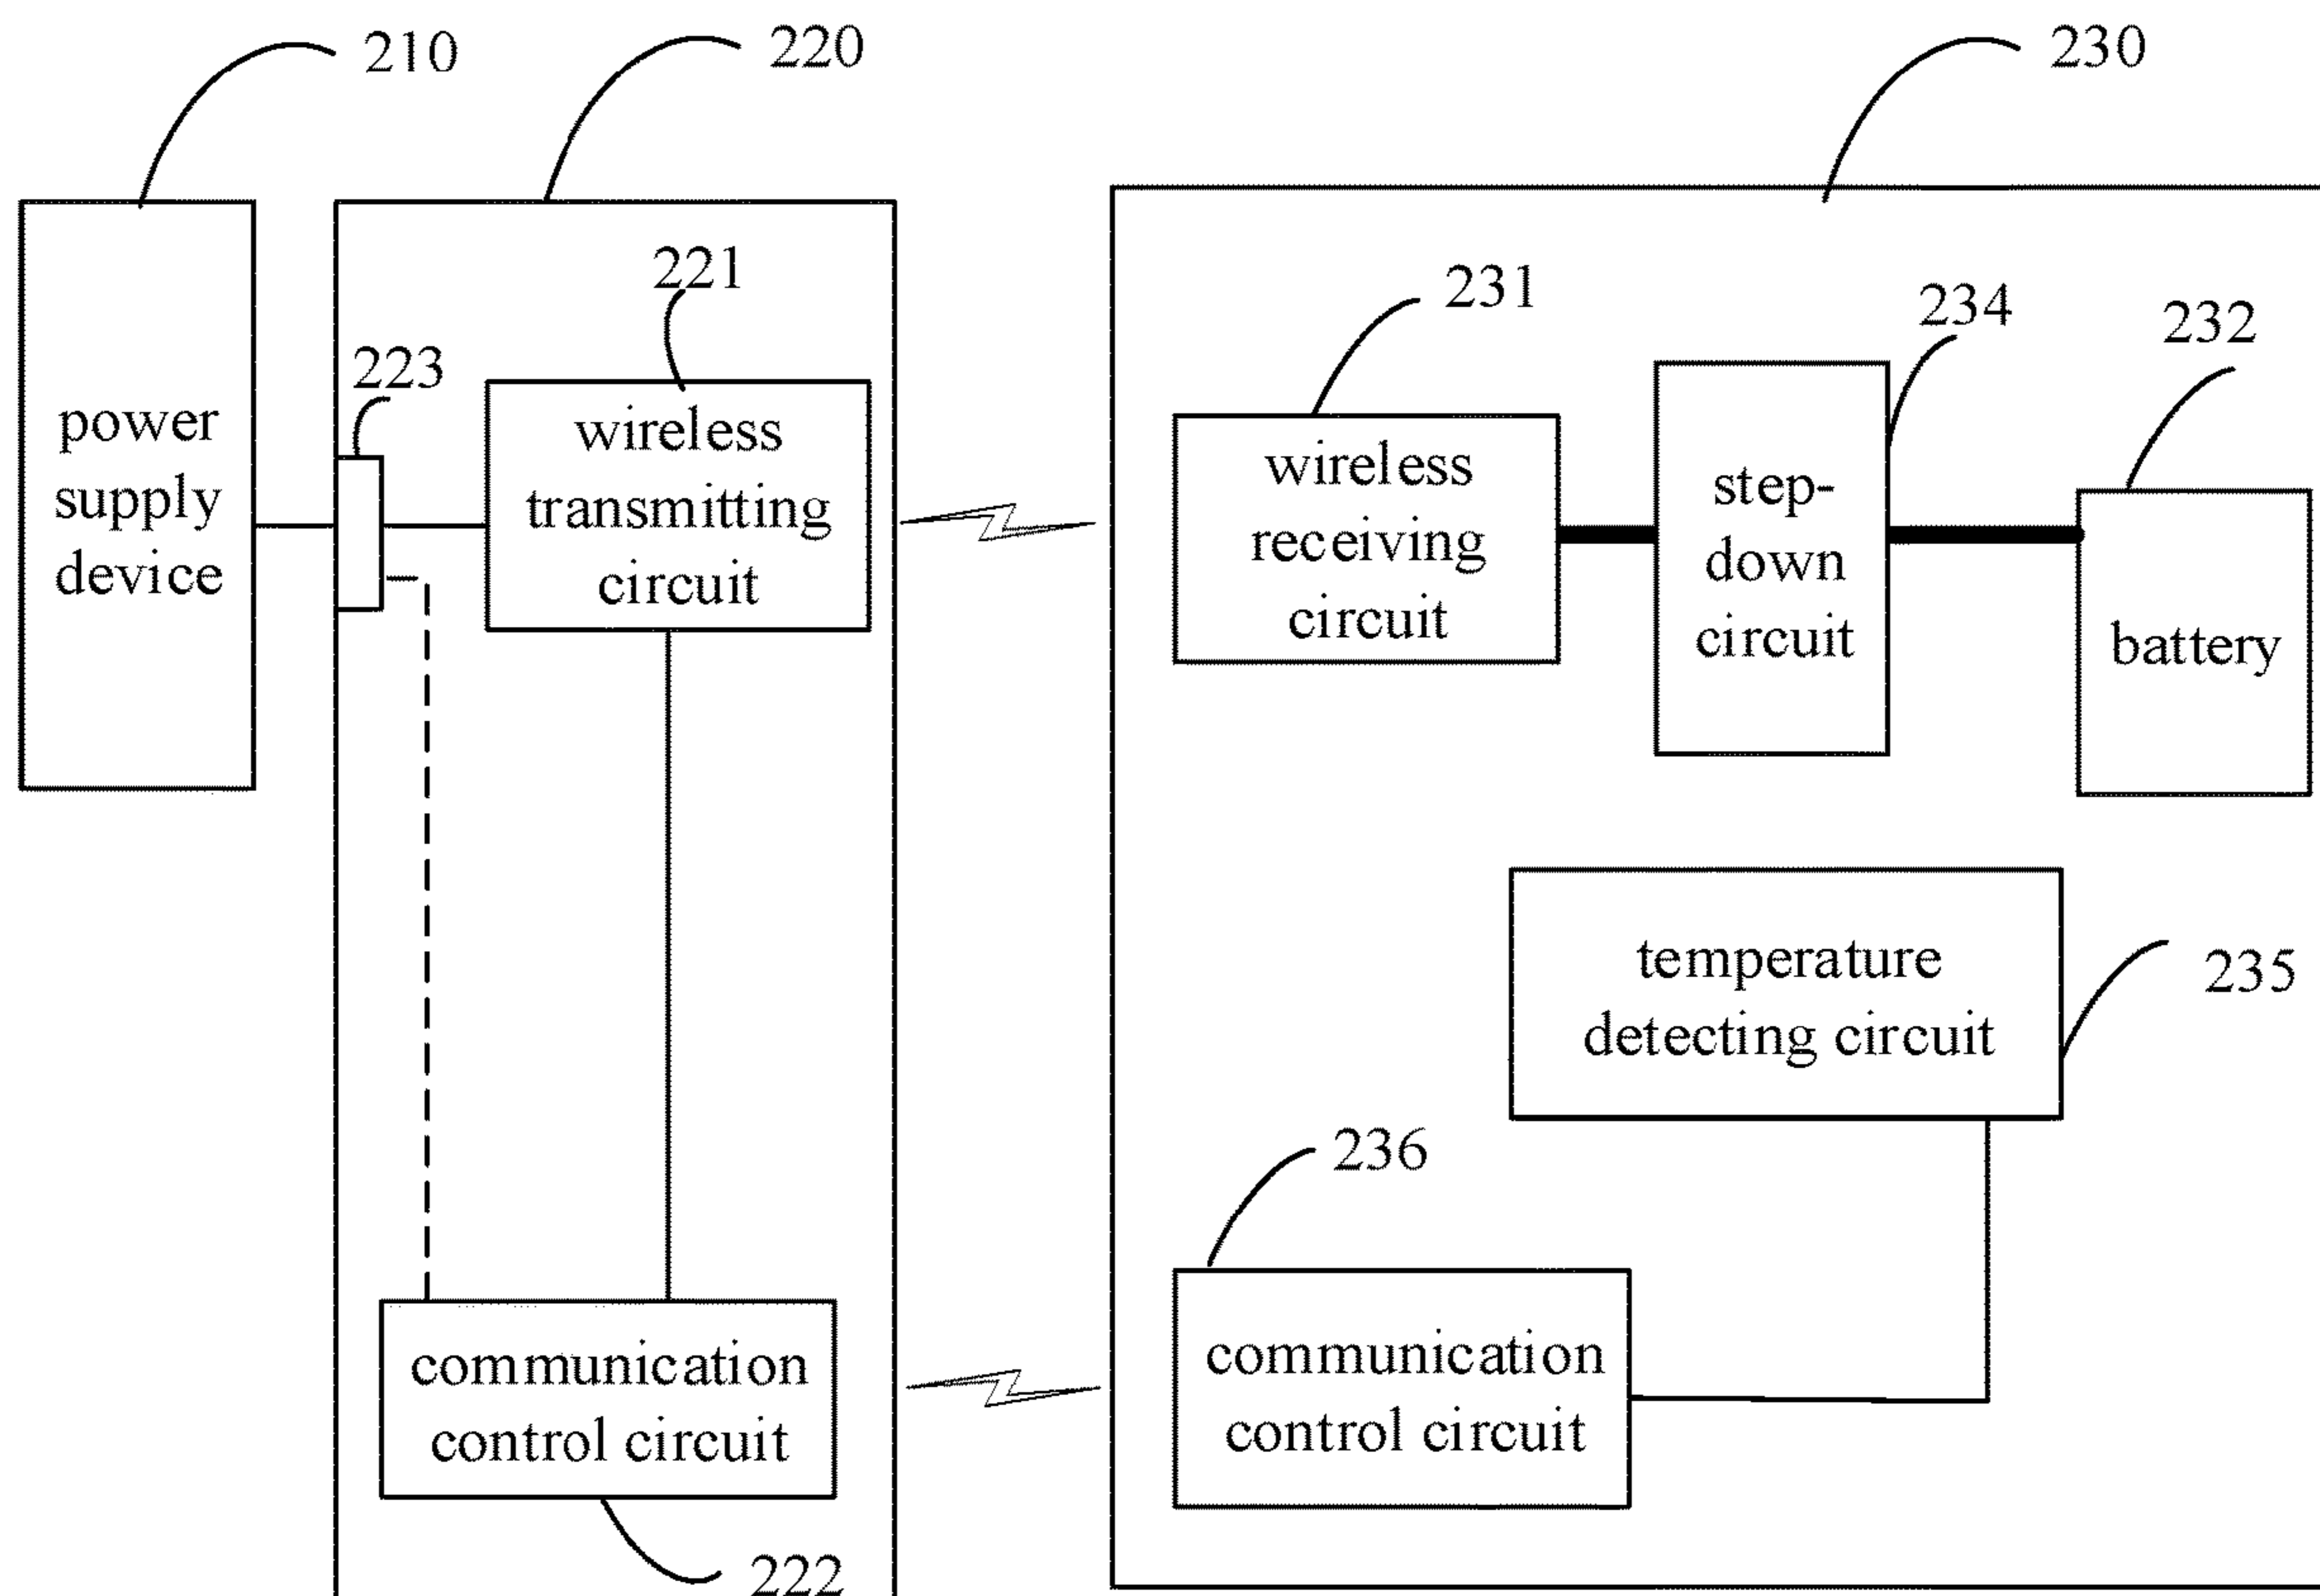 210
220
230
221
231
234
232
223
power
supply
device
wireless
transmitting
circuit
wireless
receiving
circuit
step-
down
circuit
battery
temperature
detecting circuit
235
236
communication
control circuit
communication
control circuit
222